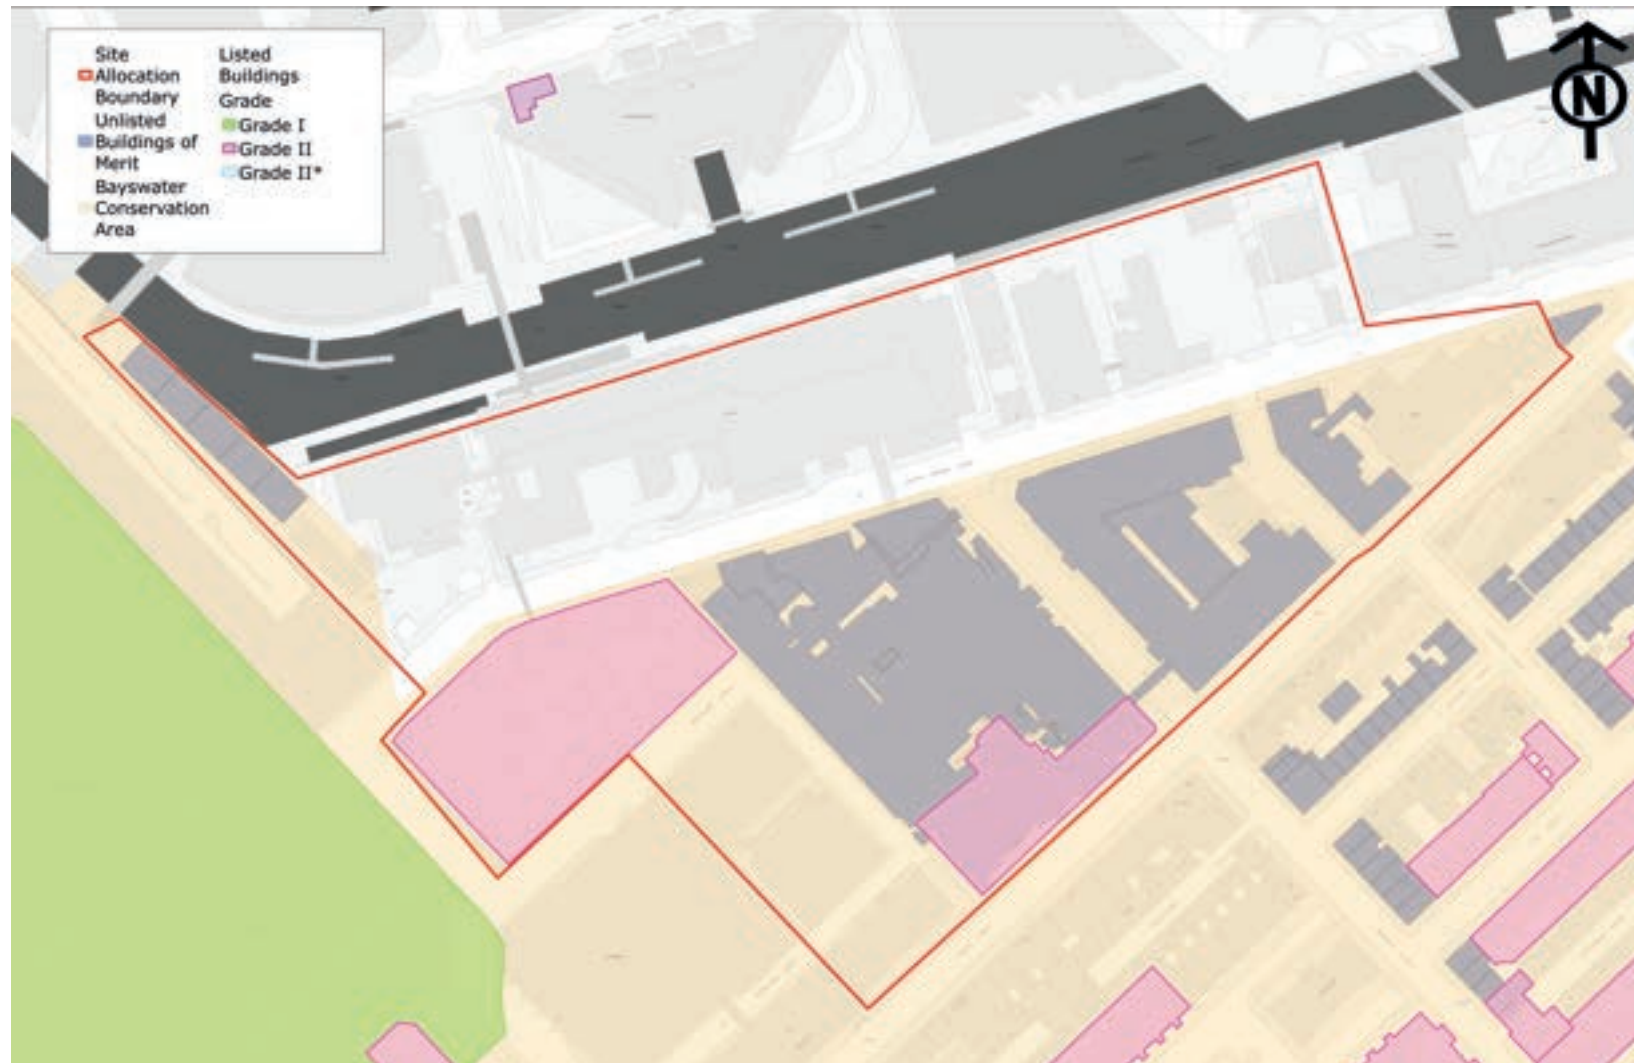 Site
Allocation
Boundary
Unlisted
Buildings of
Merit
Bayswater
Conservation
Area
Listed
Buildings
Grade
Grade I
Grade II
Grade II*
N